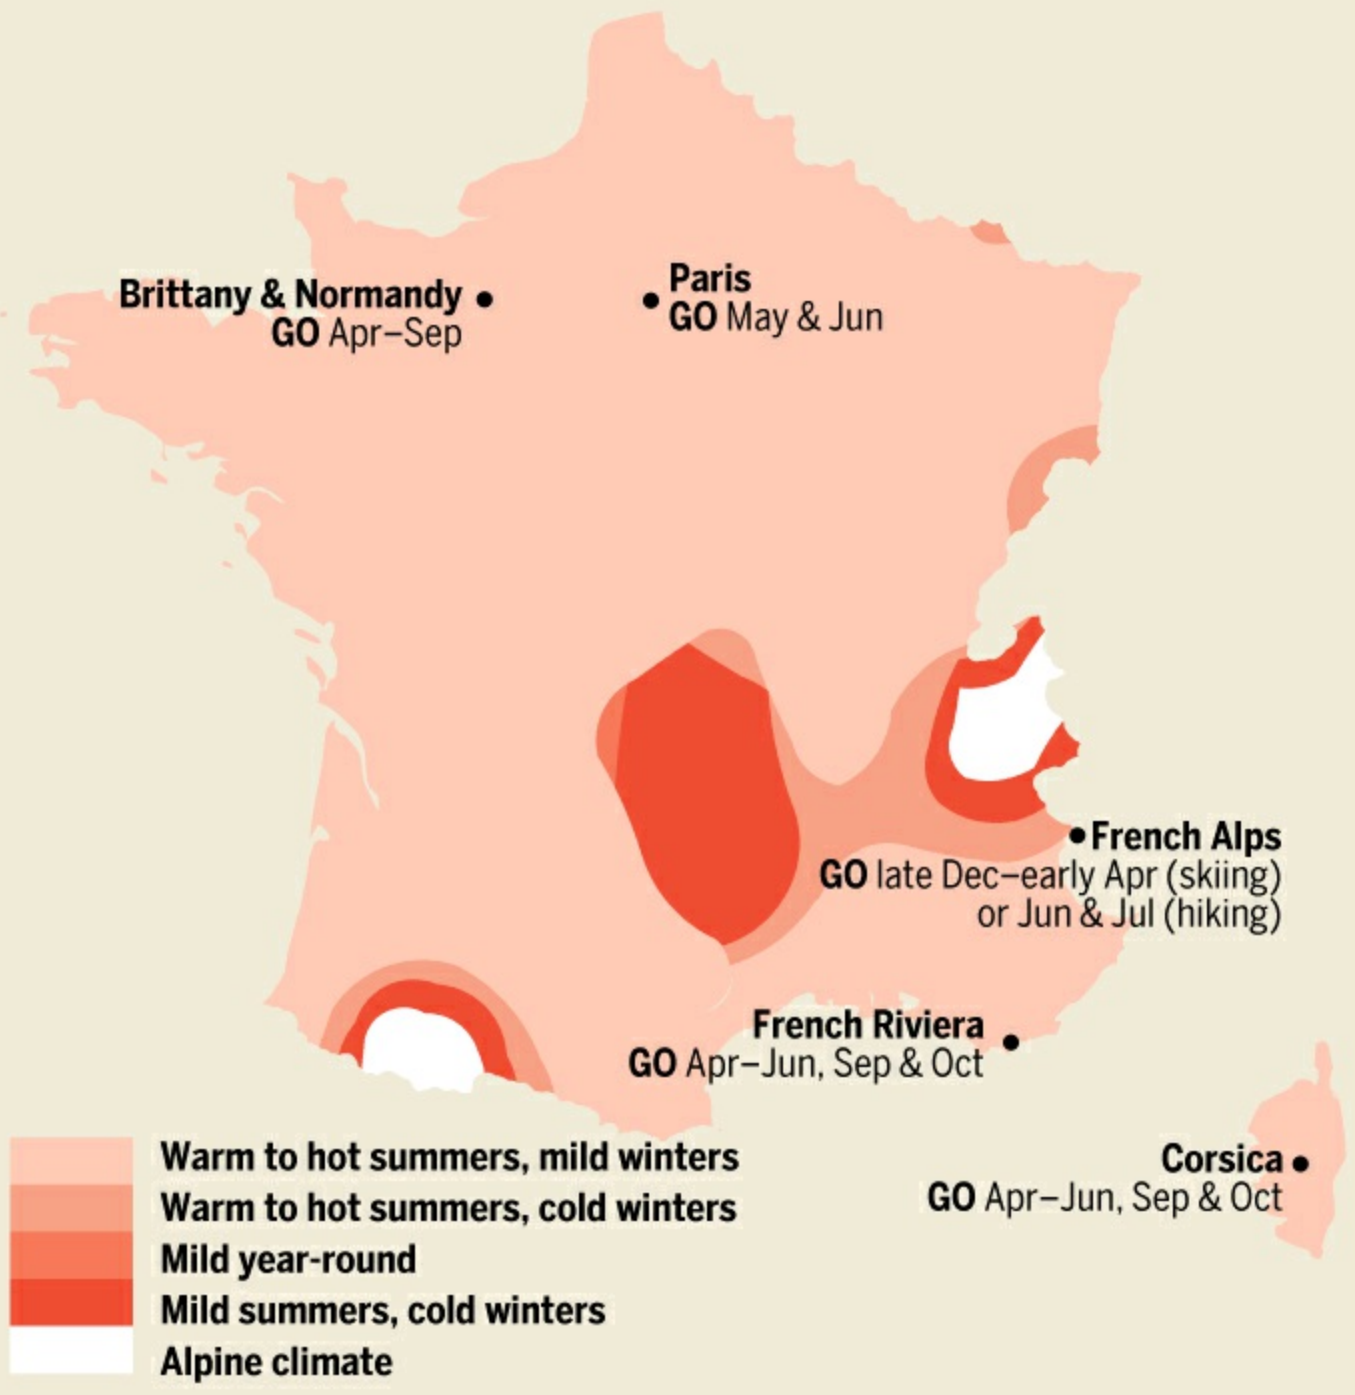 Brittany & Normandy
GO Apr–Sep
Paris
GO May & Jun
French Alps
GO late Dec–early Apr (skiing)
or Jun & Jul (hiking)
French Riviera
GO Apr–Jun, Sep & Oct
Corsica
GO Apr–Jun, Sep & Oct
Warm to hot summers, mild winters
Warm to hot summers, cold winters
Mild year-round
Mild summers, cold winters
Alpine climate